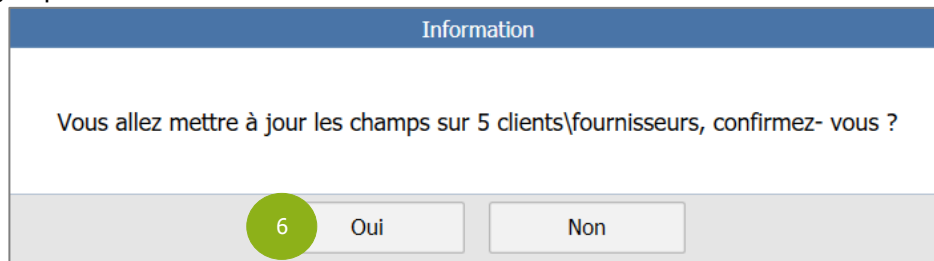 Information
Vous allez mettre à jour les champs sur 5 clients\fournisseurs, confirmez- vous ?
6 Oui Non